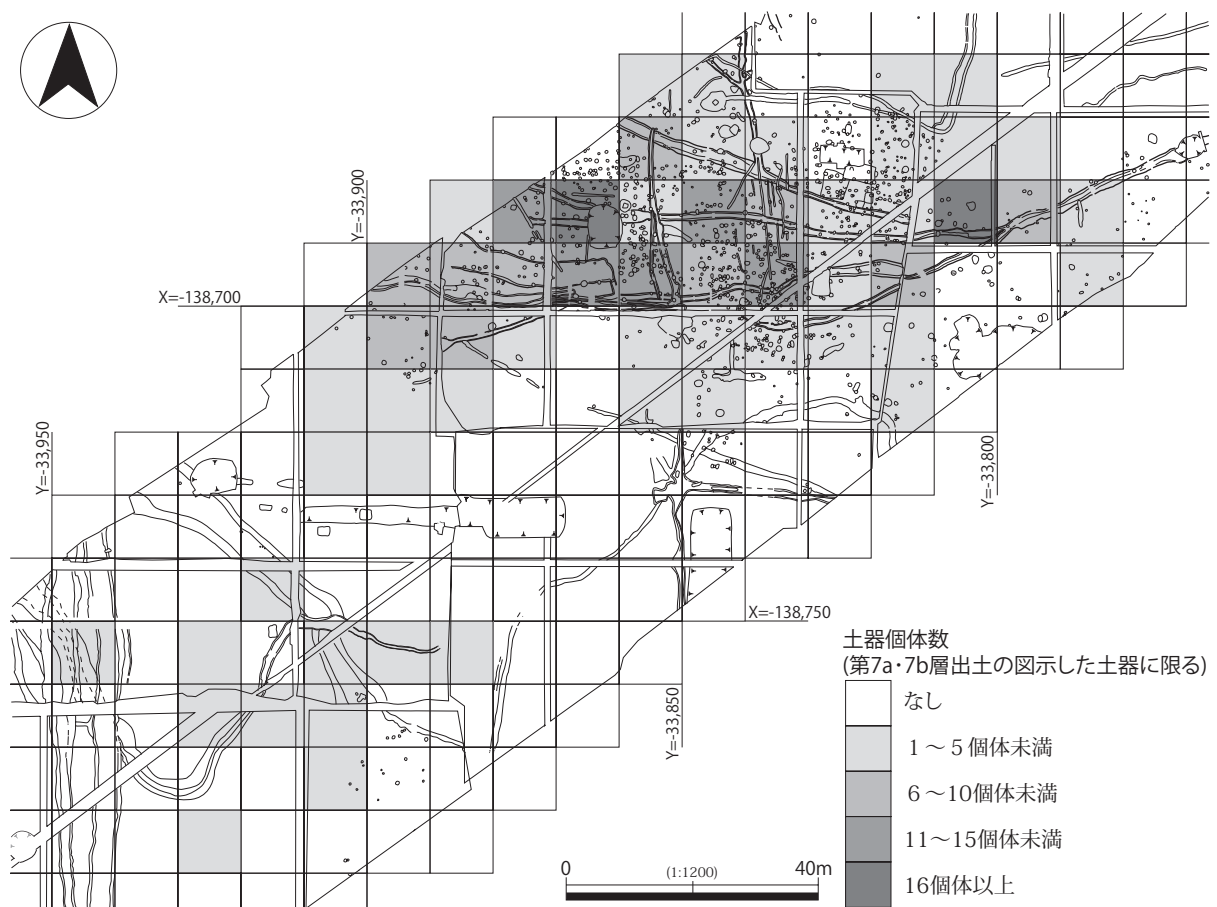 Y=-33,900
X=-138,700
Y=-33,950
Y=-33,800
X=-138,750
Y=-33,850
土器個体数
(第7a・7b層出土の図示した土器に限る)
なし
1～5個体未満
6～10個体未満
11～15個体未満
16個体以上
0 (1:1200) 40m